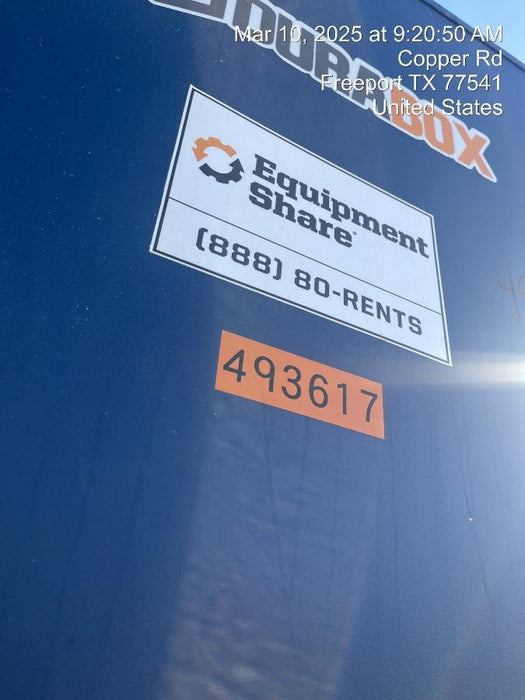 Mar 10, 2025 at 9:20:50 AM
Copper Rd
Freeport TX 77541
United States
DURABOX
Equipment
Share
(888) 80-RENTS
493617